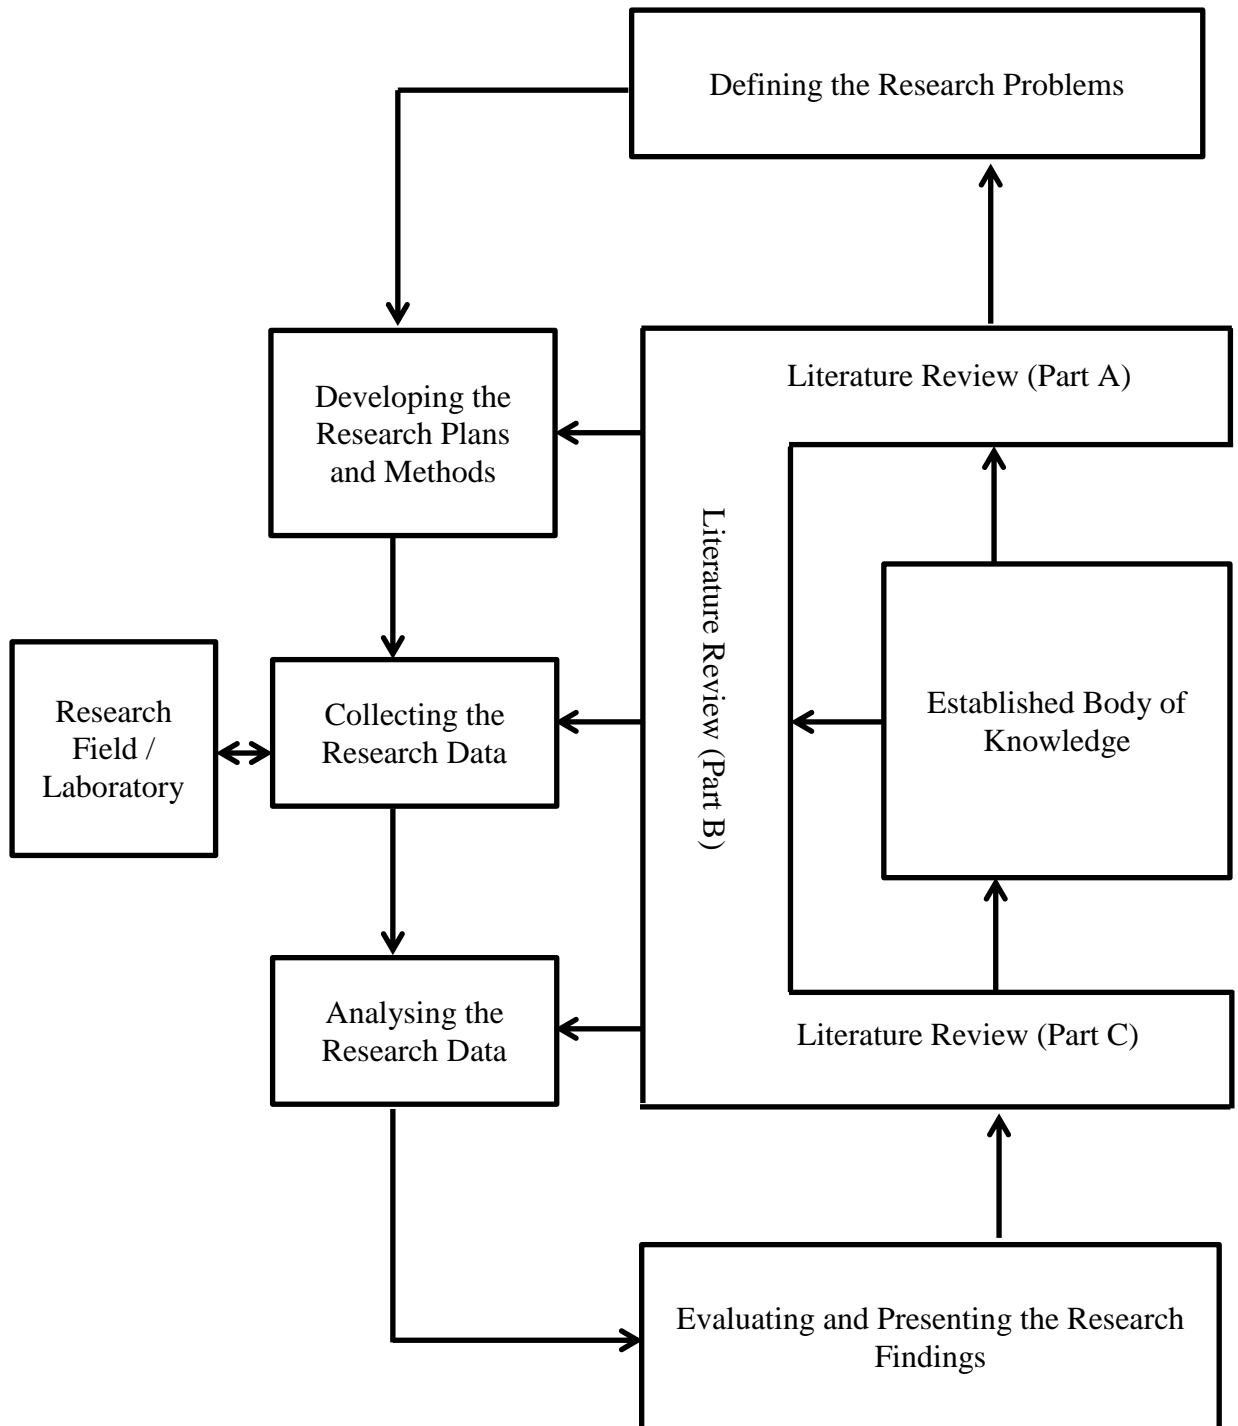 Defining the Research Problems
Literature Review (Part A)
Developing the
Research Plans
and Methods
Literature Review (Part B)
Established Body of
Knowledge
Research
Field /
Laboratory
Collecting the
Research Data
Analysing the
Research Data
Literature Review (Part C)
Evaluating and Presenting the Research
Findings